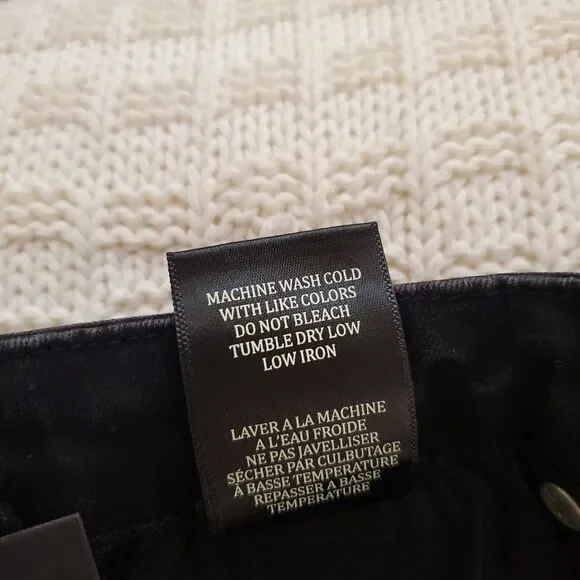 MACHINE WASH COLD
WITH LIKE COLORS
DO NOT BLEACH
TUMBLE DRY LOW
LOW IRON
LAVER A LA MACHINE
A L'EAU FROIDE
NE PAS JAVELLISER
SÉCHER PAR CULBUTAGE
À BASSE TEMPERATURE
REPASSER A BASSE
TEMPERATURE